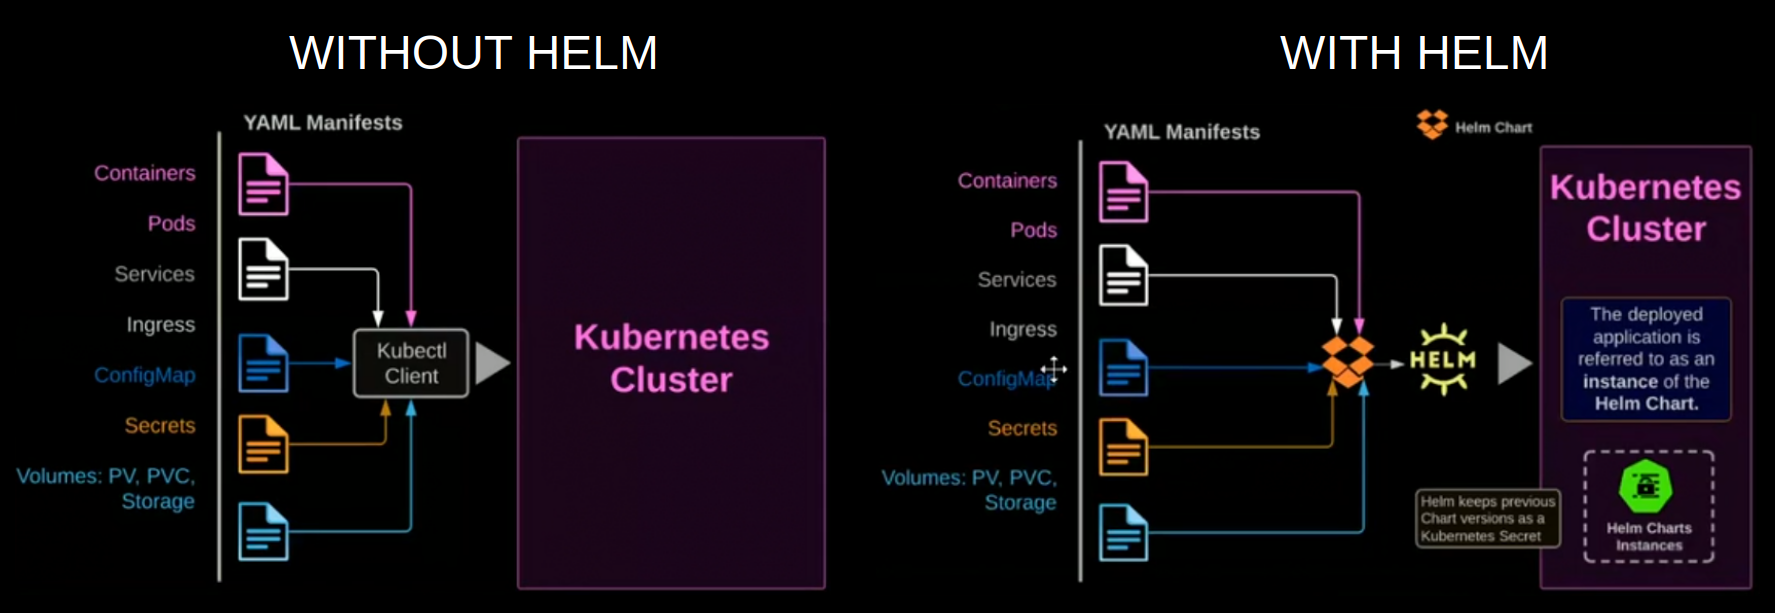 WITHOUT HELM
YAML Manifests
Containers
Pods
Services
Ingress
ConfigMap
Secrets
Volumes: PV, PVC,
Storage
Kubectl
Client
Kubernetes
Cluster
WITH HELM
YAML Manifests
Helm Chart
Containers
Pods
Services
Ingress
ConfigMap
Secrets
Volumes: PV, PVC,
Storage
HELM
Kubernetes
Cluster
The deployed
application is
referred to as an
instance of the
Helm Chart.
Helm keeps previous
Chart versions as a
Kubernetes Secret
Helm Charts
Instances